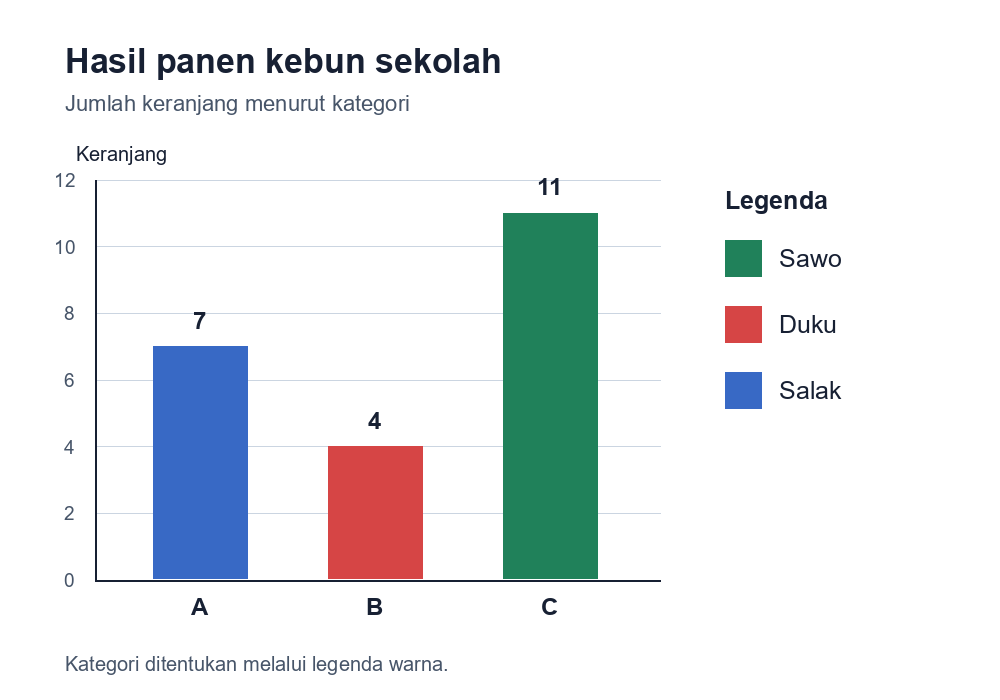 Hasil panen kebun sekolah
Jumlah keranjang menurut kategori
Keranjang
12
10
8
6
4
2
0
7
4
11
A
B
C
Legenda
Sawo
Duku
Salak
Kategori ditentukan melalui legenda warna.